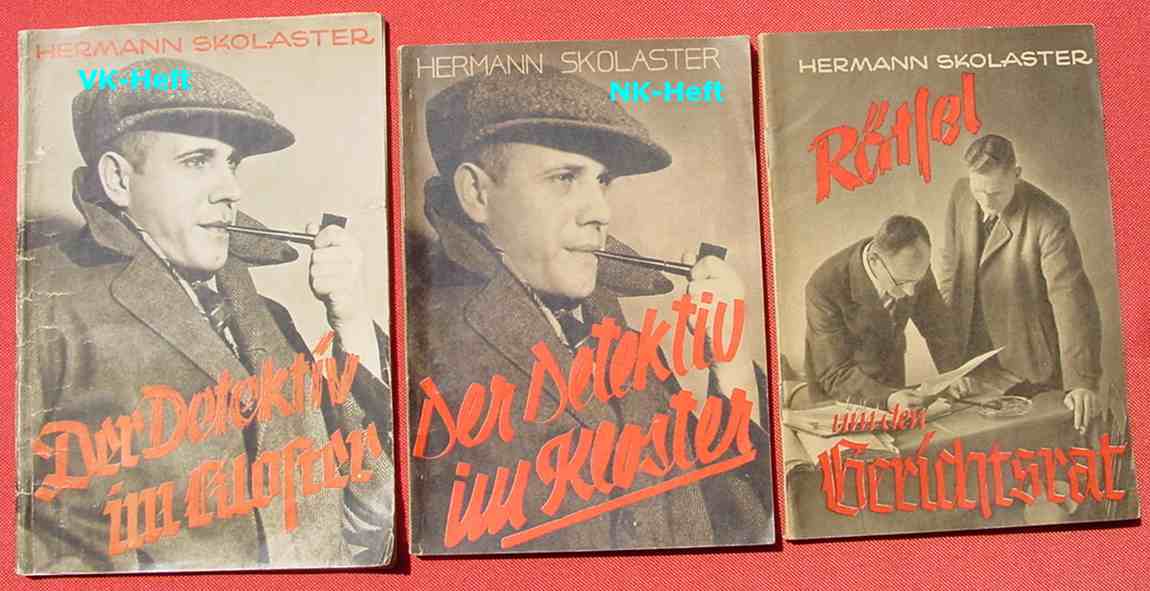 HERMANN SKOLASTER
VK-Heft
Der Detektiv
im Kloster
HERMANN SKOLASTER
NK-Heft
Der Detektiv
im Kloster
HERMANN SKOLASTER
Rätsel
um den
Gerichtsrat